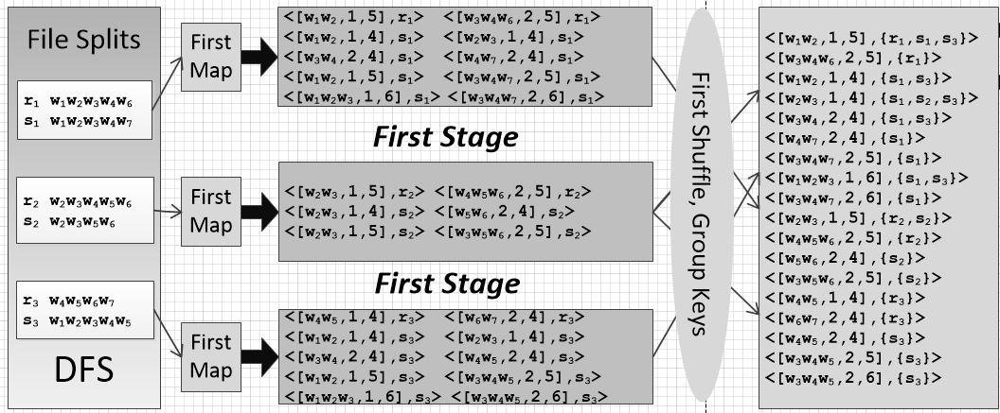 File Splits
r₁ w₁w₂w₃w₄w₆
s₁ w₁w₂w₃w₄w₇
r₂ w₂w₃w₄w₅w₆
s₂ w₂w₃w₅w₆
r₃ w₄w₅w₆w₇
s₃ w₁w₂w₃w₄w₅
DFS
First
Map
First
Map
First
Map
<[w₁w₂,1,5],r₁> <[w₃w₄w₆,2,5],r₁>
<[w₁w₂,1,4],s₁> <[w₂w₃,1,4],s₁>
<[w₃w₄,2,4],s₁> <[w₄w₇,2,4],s₁>
<[w₁w₂,1,5],s₁> <[w₃w₄w₇,2,5],s₁>
<[w₁w₂w₃,1,6],s₁> <[w₃w₄w₇,2,6],s₁>
First Stage
<[w₂w₃,1,5],r₂> <[w₄w₅w₆,2,5],r₂>
<[w₂w₃,1,4],s₂> <[w₅w₆,2,4],s₂>
<[w₂w₃,1,5],s₂> <[w₃w₅w₆,2,5],s₂>
First Stage
<[w₄w₅,1,4],r₃> <[w₆w₇,2,4],r₃>
<[w₁w₂,1,4],s₃> <[w₂w₃,1,4],s₃>
<[w₃w₄,2,4],s₃> <[w₄w₅,2,4],s₃>
<[w₁w₂,1,5],s₃> <[w₃w₄w₅,2,5],s₃>
<[w₁w₂w₃,1,6],s₃> <[w₃w₄w₅,2,6],s₃>
First Shuffle, Group Keys
<[w₁w₂,1,5],{r₁,s₁,s₃}>
<[w₃w₄w₆,2,5],{r₁}>
<[w₁w₂,1,4],{s₁,s₃}>
<[w₂w₃,1,4],{s₁,s₂,s₃}>
<[w₃w₄,2,4],{s₁,s₃}>
<[w₄w₇,2,4],{s₁}>
<[w₃w₄w₇,2,5],{s₁}>
<[w₁w₂w₃,1,6],{s₁,s₃}>
<[w₃w₄w₇,2,6],{s₁}>
<[w₂w₃,1,5],{r₂,s₂}>
<[w₄w₅w₆,2,5],{r₂}>
<[w₅w₆,2,4],{s₂}>
<[w₃w₅w₆,2,5],{s₂}>
<[w₄w₅,1,4],{r₃}>
<[w₆w₇,2,4],{r₃}>
<[w₄w₅,2,4],{s₃}>
<[w₃w₄w₅,2,5],{s₃}>
<[w₃w₄w₅,2,6],{s₃}>